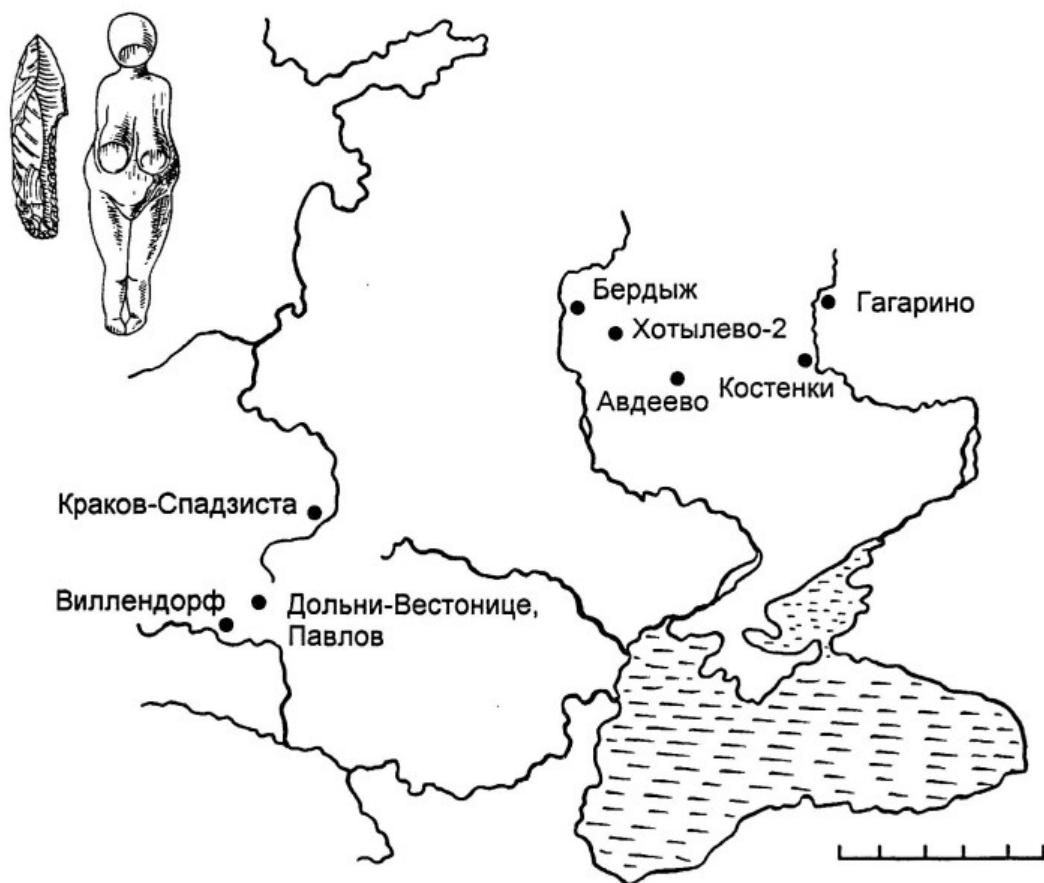 Бердыж
Гагарино
Хотылево-2
Авдеево
Костенки
Краков-Спадзиста
Виллендорф
Дольни-Вестонице,
Павлов